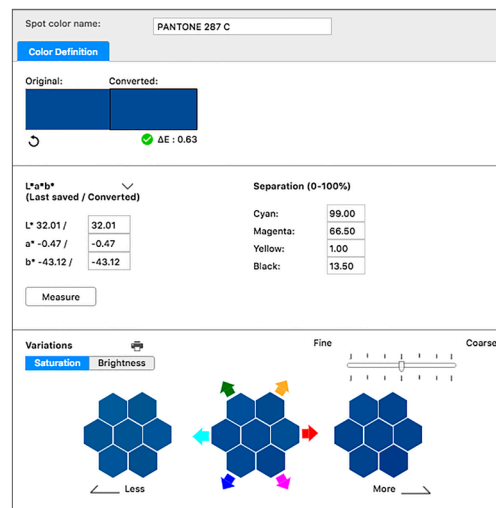 Spot color name: PANTONE 287 C
Color Definition
Original: Converted:
ΔE : 0.63
L*a*b*
(Last saved / Converted)
L* 32.01 / 32.01
a* -0.47 / -0.47
b* -43.12 / -43.12
Measure
Separation (0-100%)
Cyan: 99.00
Magenta: 66.50
Yellow: 1.00
Black: 13.50
Variations
Saturation Brightness
Fine Coarse
Less
More